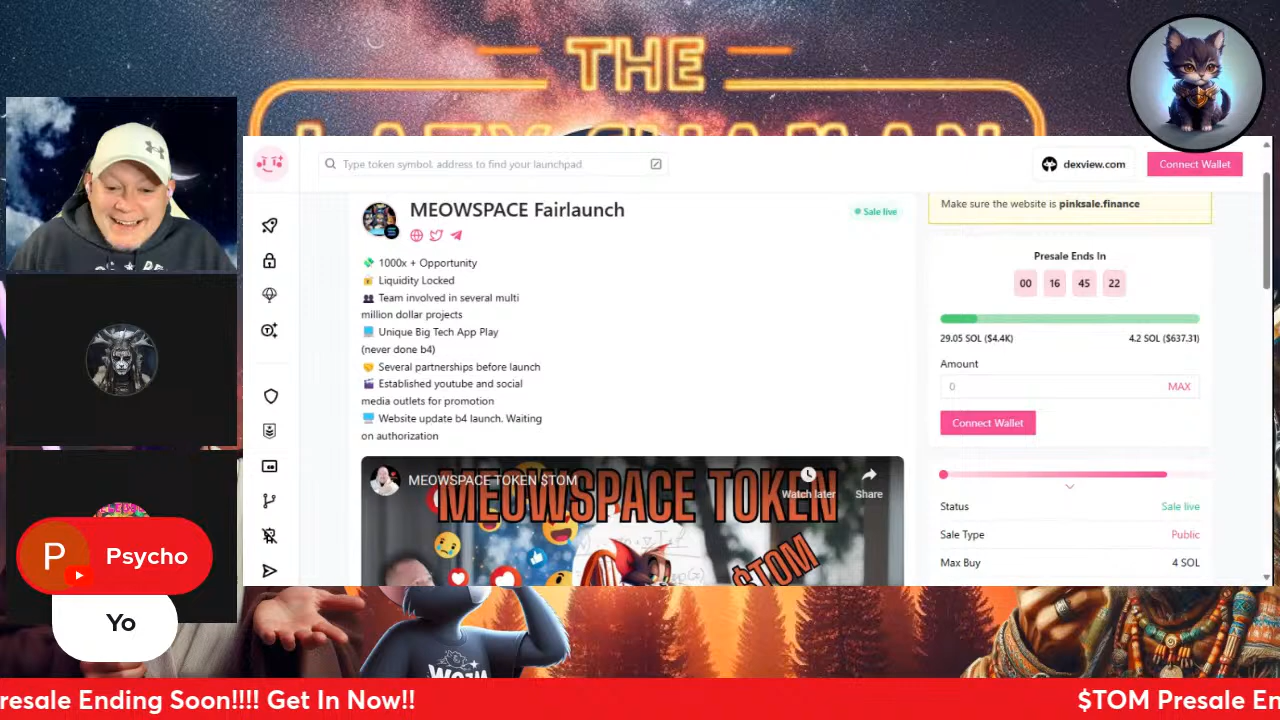 THE
LAZY SHAMAN
Type token symbol, address to find your launchpad
dexview.com
Connect Wallet
MEOWSPACE Fairlaunch
Sale live
Make sure the website is pinksale.finance
1000x + Opportunity
Liquidity Locked
Team involved in several multi
million dollar projects
Unique Big Tech App Play
(never done b4)
Several partnerships before launch
Established youtube and social
media outlets for promotion
Website update b4 launch. Waiting
on authorization
Presale Ends In
00 16 45 22
29.05 SOL ($4.4K) 4.2 SOL ($637.31)
Amount
0 MAX
Connect Wallet
Status Sale live
Sale Type Public
Max Buy 4 SOL
MEOWSPACE TOKEN $TOM
Watch later
Share
MEOWSPACE TOKEN
$TOM
P Psycho
Yo
resale Ending Soon!!!! Get In Now!! $TOM Presale En